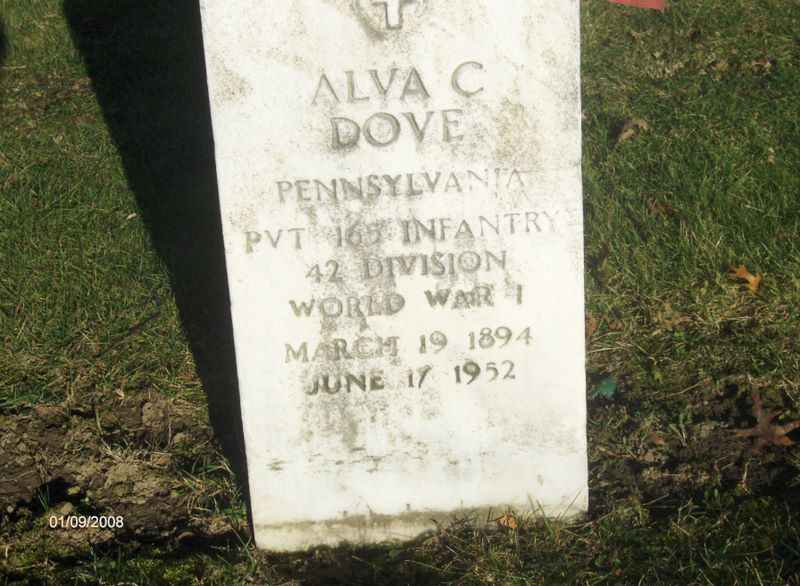 ALVA C
DOVE
PENNSYLVANIA
PVT 165 INFANTRY
42 DIVISION
WORLD WAR I
MARCH 19 1894
JUNE 17 1952
01/09/2008